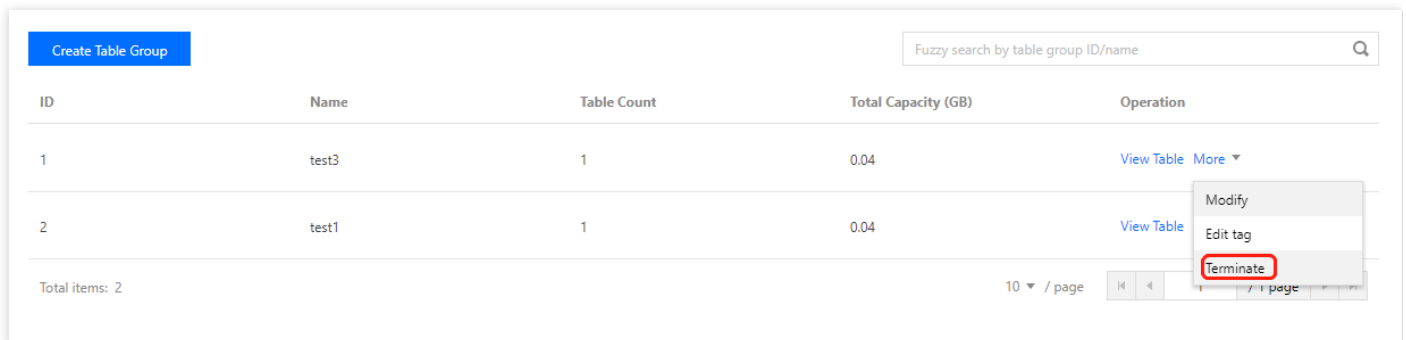 Create Table Group
Fuzzy search by table group ID/name
ID Name Table Count Total Capacity (GB) Operation
1 test3 1 0.04 View Table More
Modify
2 test1 1 0.04 View Table
Edit tag
Terminate
Total items: 2 10 / page 1 / 1 page